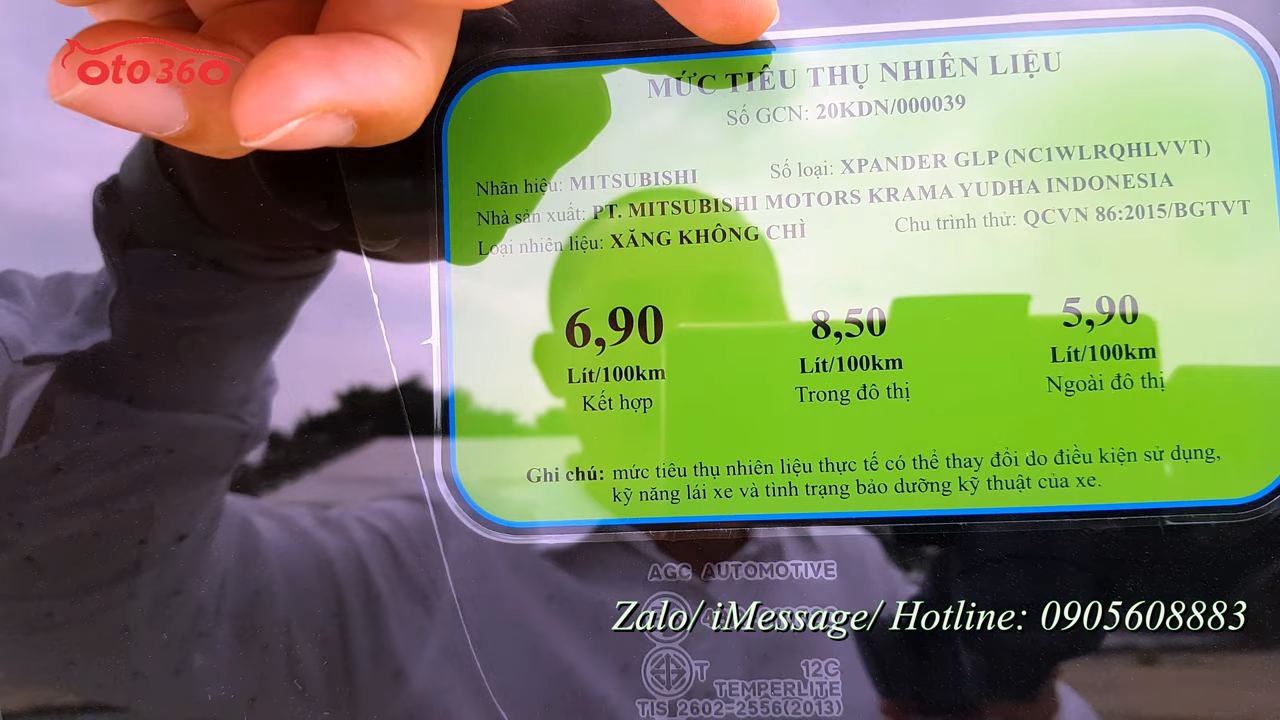 oto360
MỨC TIÊU THỤ NHIÊN LIỆU
Số GCN: 20KDN/000039
Nhãn hiệu: MITSUBISHI Số loại: XPANDER GLP (NC1WLRQHLVVT)
Nhà sản xuất: PT. MITSUBISHI MOTORS KRAMA YUDHA INDONESIA
Loại nhiên liệu: XĂNG KHÔNG CHÌ Chu trình thử: QCVN 86:2015/BGTVT
6,90 8,50 5,90
Lít/100km Lít/100km Lít/100km
Kết hợp Trong đô thị Ngoài đô thị
Ghi chú: mức tiêu thụ nhiên liệu thực tế có thể thay đổi do điều kiện sử dụng,
kỹ năng lái xe và tình trạng bảo dưỡng kỹ thuật của xe.
AGC AUTOMOTIVE
Zalo/ iMessage/ Hotline: 0905608883
T 12C
TEMPERLITE
TIS 2602-2556(2013)